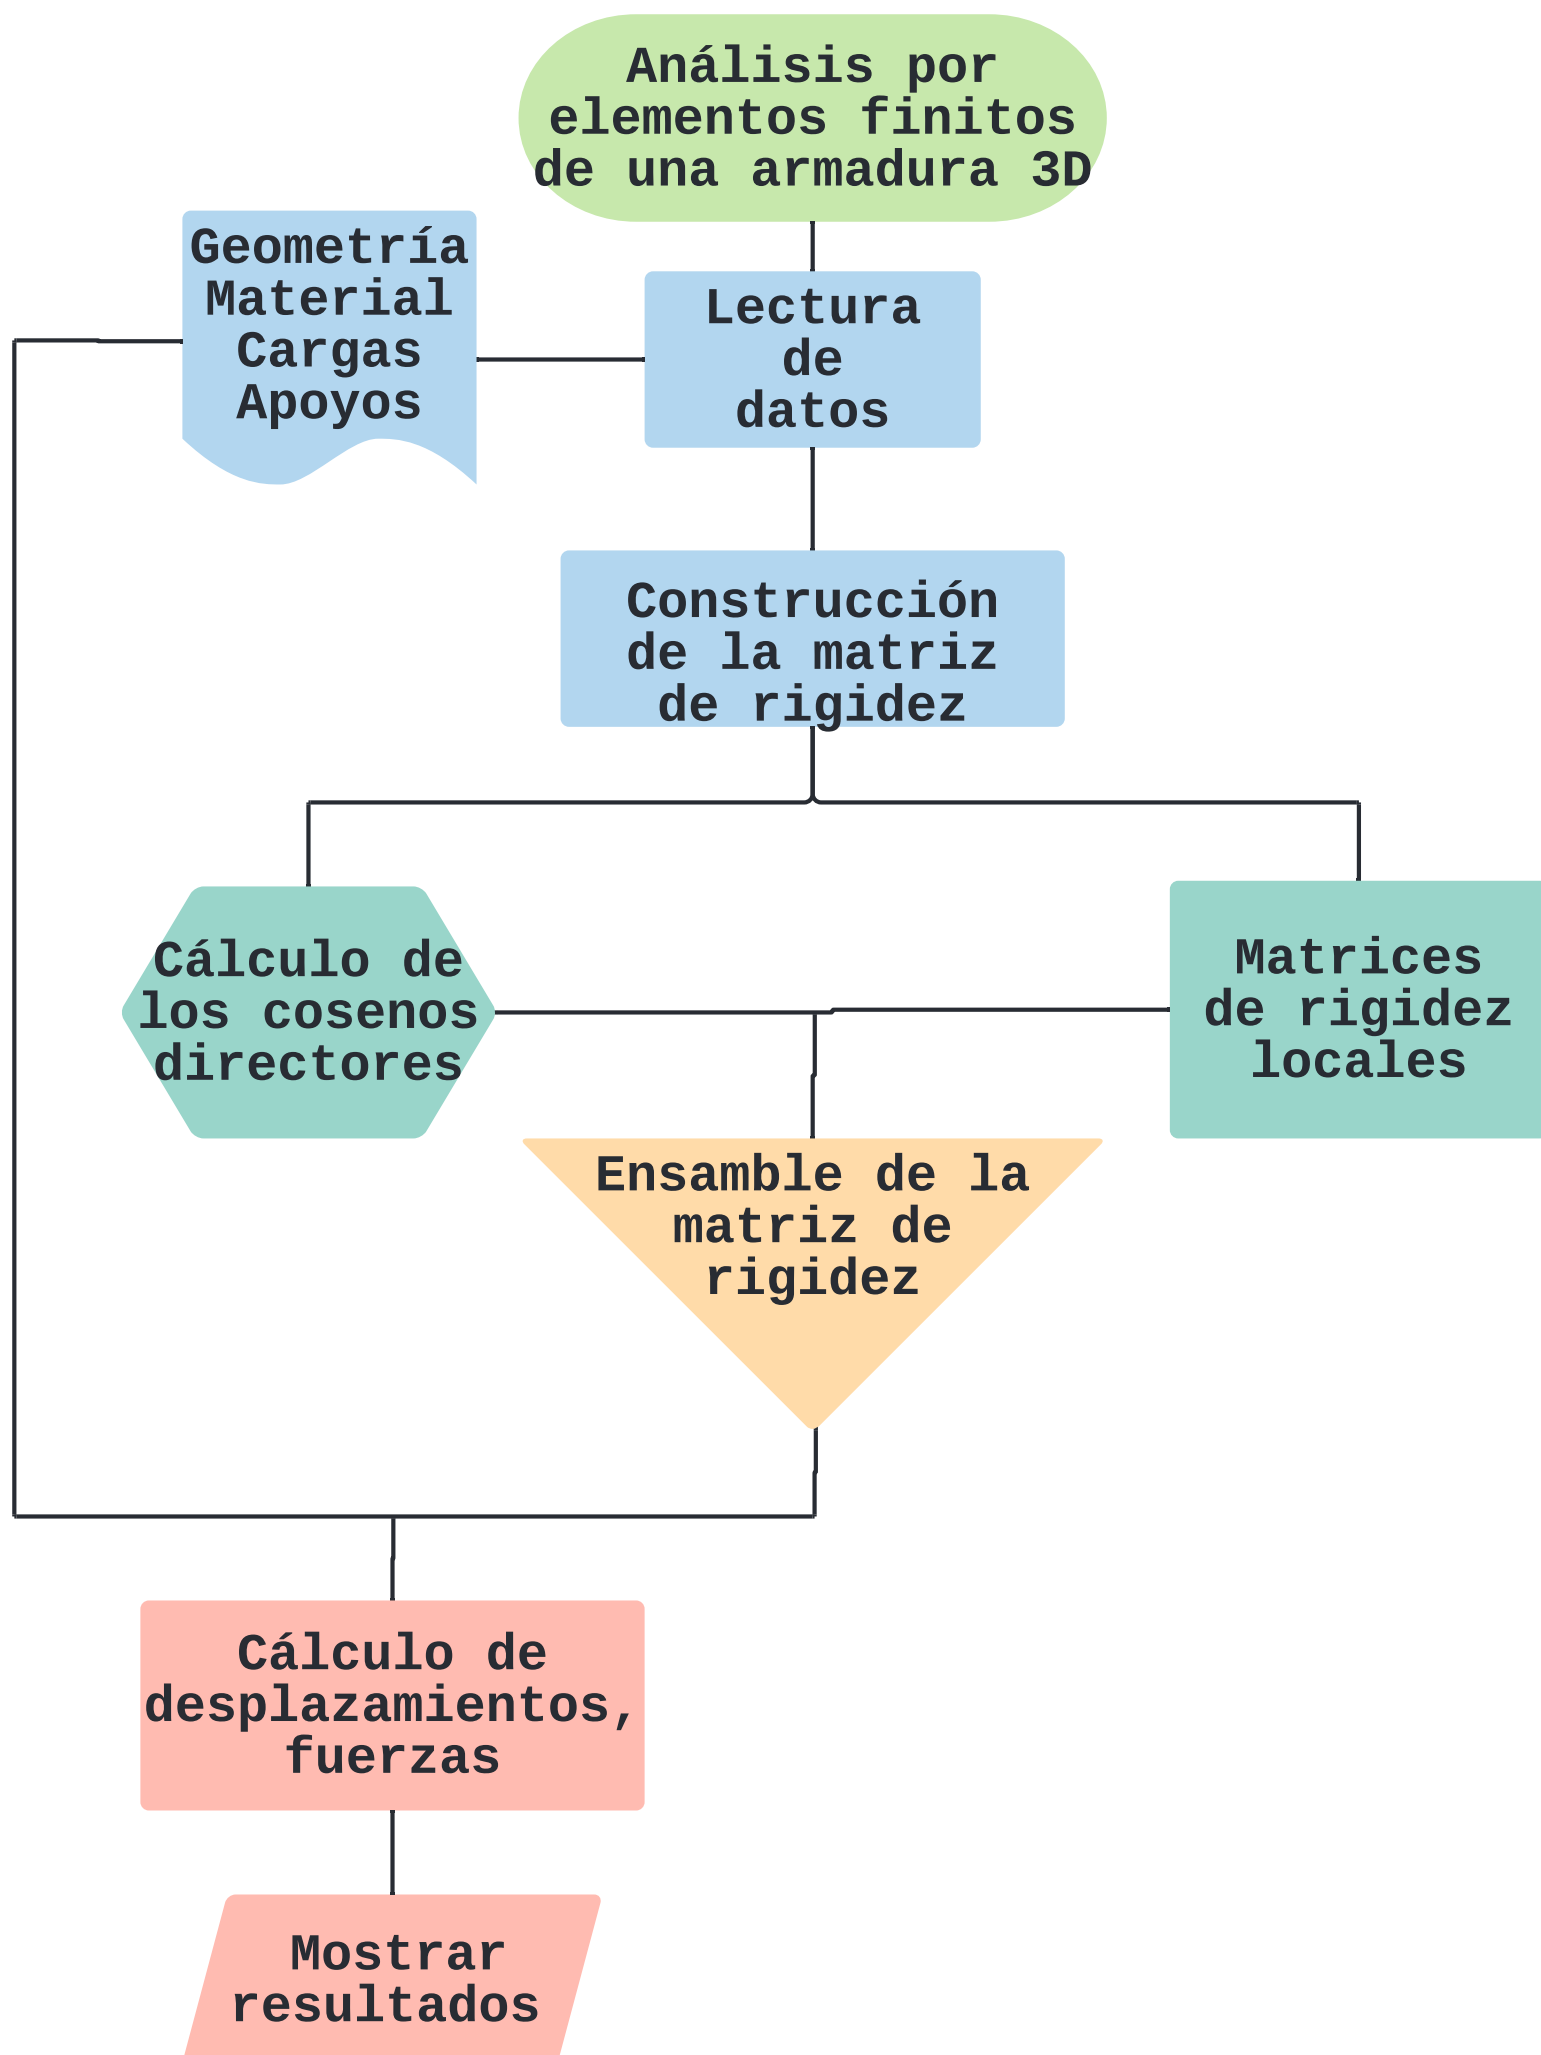 Análisis por
elementos finitos
de una armadura 3D
Geometría
Material
Cargas
Apoyos
Lectura
de
datos
Construcción
de la matriz
de rigidez
Cálculo de
los cosenos
directores
Matrices
de rigidez
locales
Ensamble de la
matriz de
rigidez
Cálculo de
desplazamientos,
fuerzas
Mostrar
resultados